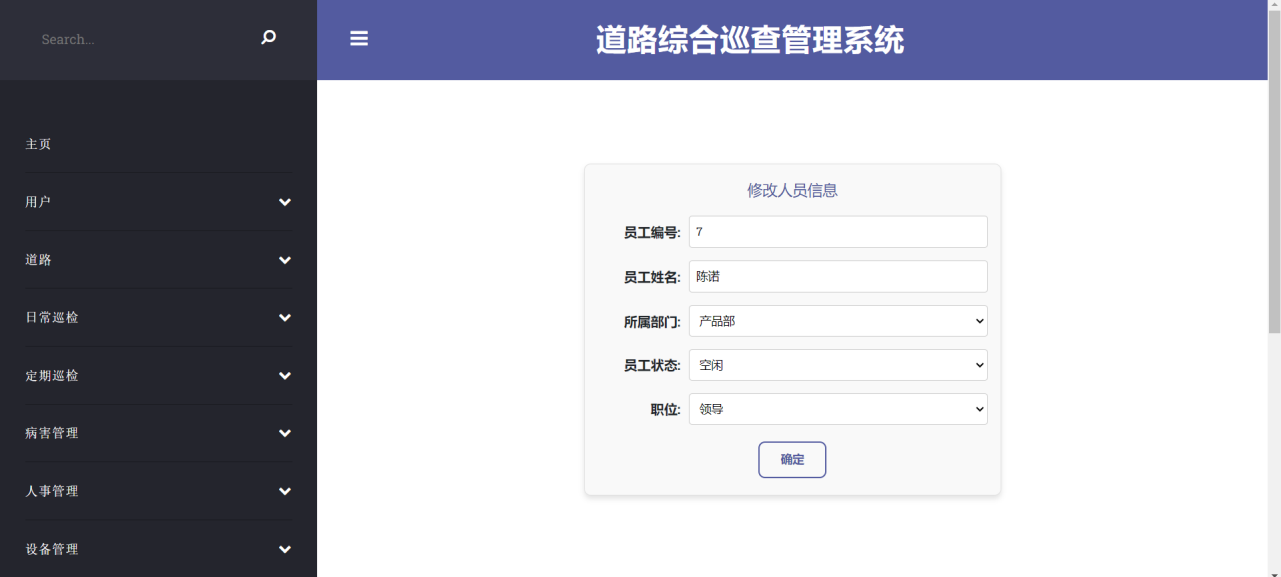 Search...
道路综合巡查管理系统
主页
用户
道路
日常巡检
定期巡检
病害管理
人事管理
设备管理
修改人员信息
员工编号: 7
员工姓名: 陈诺
所属部门: 产品部
员工状态: 空闲
职位: 领导
确定